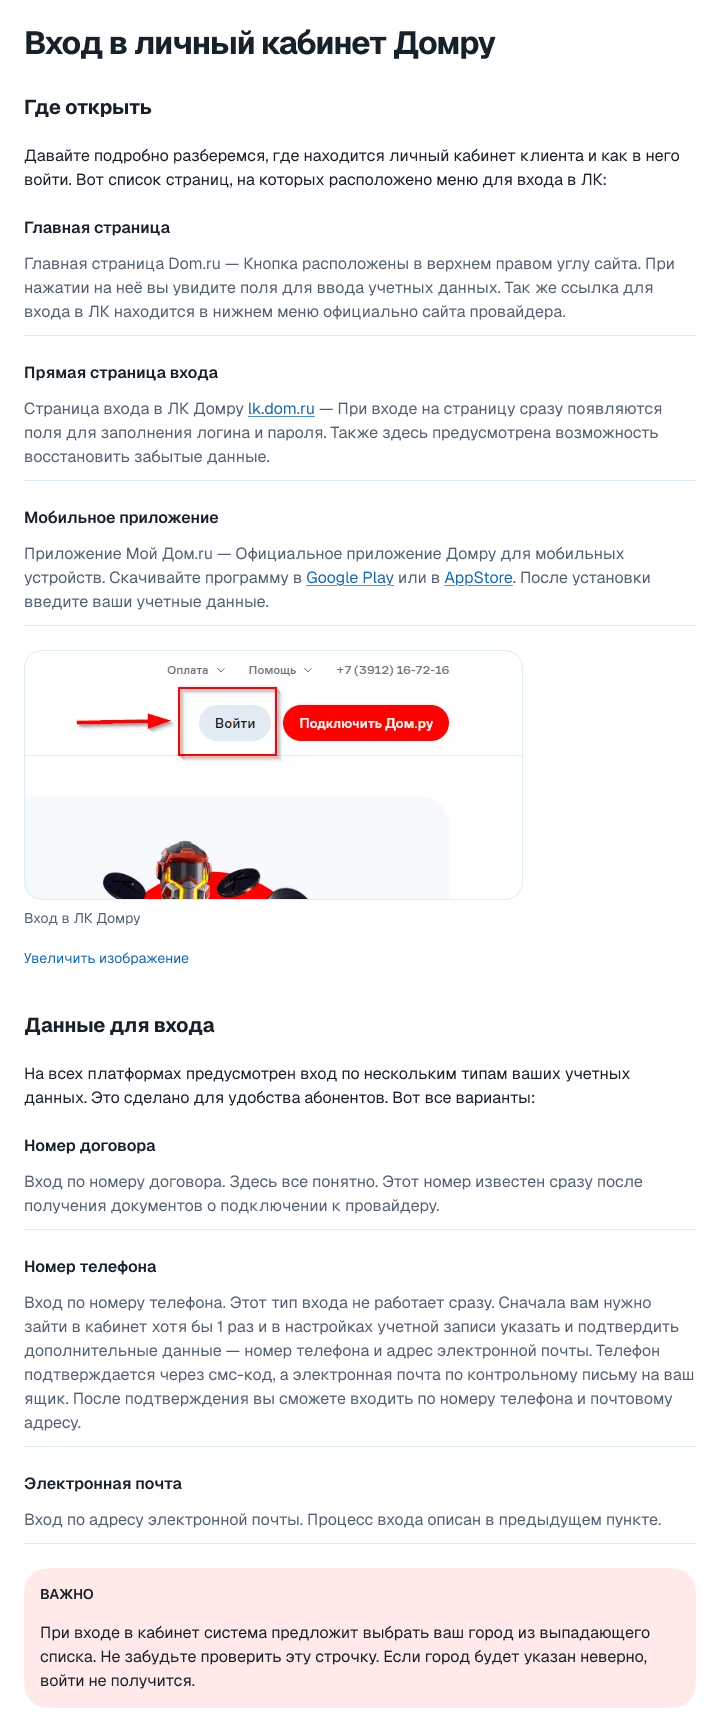 Вход в личный кабинет Домру
Где открыть
Давайте подробно разберемся, где находится личный кабинет клиента и как в него
войти. Вот список страниц, на которых расположено меню для входа в ЛК:
Главная страница
Главная страница Dom.ru — Кнопка расположены в верхнем правом углу сайта. При
нажатии на неё вы увидите поля для ввода учетных данных. Так же ссылка для
входа в ЛК находится в нижнем меню официально сайта провайдера.
Прямая страница входа
Страница входа в ЛК Домру lk.dom.ru — При входе на страницу сразу появляются
поля для заполнения логина и пароля. Также здесь предусмотрена возможность
восстановить забытые данные.
Мобильное приложение
Приложение Мой Дом.ru — Официальное приложение Домру для мобильных
устройств. Скачивайте программу в Google Play или в AppStore. После установки
введите ваши учетные данные.
Оплата Помощь +7 (3912) 16-72-16
Войти Подключить Дом.ру
Вход в ЛК Домру
Увеличить изображение
Данные для входа
На всех платформах предусмотрен вход по нескольким типам ваших учетных
данных. Это сделано для удобства абонентов. Вот все варианты:
Номер договора
Вход по номеру договора. Здесь все понятно. Этот номер известен сразу после
получения документов о подключении к провайдеру.
Номер телефона
Вход по номеру телефона. Этот тип входа не работает сразу. Сначала вам нужно
зайти в кабинет хотя бы 1 раз и в настройках учетной записи указать и подтвердить
дополнительные данные — номер телефона и адрес электронной почты. Телефон
подтверждается через смс-код, а электронная почта по контрольному письму на ваш
ящик. После подтверждения вы сможете входить по номеру телефона и почтовому
адресу.
Электронная почта
Вход по адресу электронной почты. Процесс входа описан в предыдущем пункте.
ВАЖНО
При входе в кабинет система предложит выбрать ваш город из выпадающего
списка. Не забудьте проверить эту строчку. Если город будет указан неверно,
войти не получится.